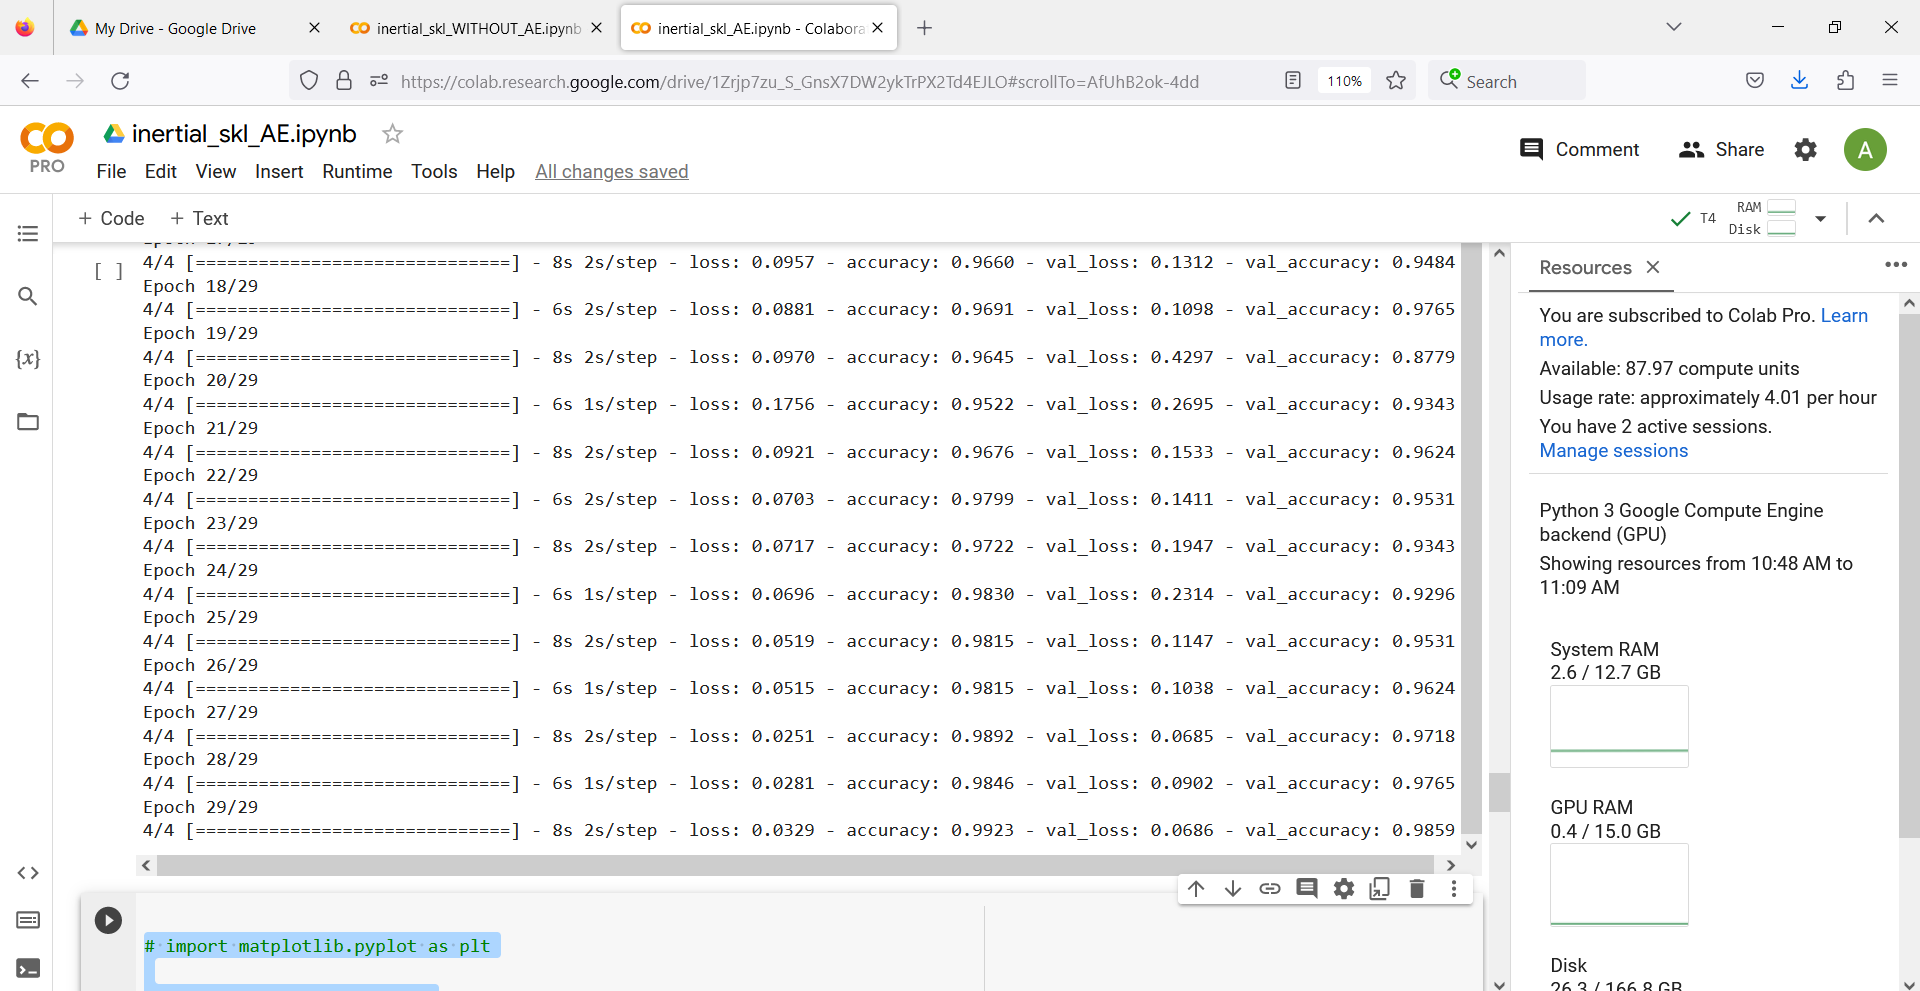 My Drive - Google Drive
inertial_skl_WITHOUT_AE.ipynb
inertial_skl_AE.ipynb - Colabora
https://colab.research.google.com/drive/1Zrjp7zu_S_GnsX7DW2ykTrPX2Td4EJLO#scrollTo=AfUhB2ok-4dd
110%
Search
PRO
inertial_skl_AE.ipynb
File Edit View Insert Runtime Tools Help All changes saved
Comment
Share
A
+ Code + Text
T4
RAM
Disk
{x}
[ ]
4/4 [==============================] - 8s 2s/step - loss: 0.0957 - accuracy: 0.9660 - val_loss: 0.1312 - val_accuracy: 0.9484
Epoch 18/29
4/4 [==============================] - 6s 2s/step - loss: 0.0881 - accuracy: 0.9691 - val_loss: 0.1098 - val_accuracy: 0.9765
Epoch 19/29
4/4 [==============================] - 8s 2s/step - loss: 0.0970 - accuracy: 0.9645 - val_loss: 0.4297 - val_accuracy: 0.8779
Epoch 20/29
4/4 [==============================] - 6s 1s/step - loss: 0.1756 - accuracy: 0.9522 - val_loss: 0.2695 - val_accuracy: 0.9343
Epoch 21/29
4/4 [==============================] - 8s 2s/step - loss: 0.0921 - accuracy: 0.9676 - val_loss: 0.1533 - val_accuracy: 0.9624
Epoch 22/29
4/4 [==============================] - 6s 2s/step - loss: 0.0703 - accuracy: 0.9799 - val_loss: 0.1411 - val_accuracy: 0.9531
Epoch 23/29
4/4 [==============================] - 8s 2s/step - loss: 0.0717 - accuracy: 0.9722 - val_loss: 0.1947 - val_accuracy: 0.9343
Epoch 24/29
4/4 [==============================] - 6s 1s/step - loss: 0.0696 - accuracy: 0.9830 - val_loss: 0.2314 - val_accuracy: 0.9296
Epoch 25/29
4/4 [==============================] - 8s 2s/step - loss: 0.0519 - accuracy: 0.9815 - val_loss: 0.1147 - val_accuracy: 0.9531
Epoch 26/29
4/4 [==============================] - 6s 1s/step - loss: 0.0515 - accuracy: 0.9815 - val_loss: 0.1038 - val_accuracy: 0.9624
Epoch 27/29
4/4 [==============================] - 8s 2s/step - loss: 0.0251 - accuracy: 0.9892 - val_loss: 0.0685 - val_accuracy: 0.9718
Epoch 28/29
4/4 [==============================] - 6s 1s/step - loss: 0.0281 - accuracy: 0.9846 - val_loss: 0.0902 - val_accuracy: 0.9765
Epoch 29/29
4/4 [==============================] - 8s 2s/step - loss: 0.0329 - accuracy: 0.9923 - val_loss: 0.0686 - val_accuracy: 0.9859
# import matplotlib.pyplot as plt
Resources
You are subscribed to Colab Pro. Learn
more.
Available: 87.97 compute units
Usage rate: approximately 4.01 per hour
You have 2 active sessions.
Manage sessions
Python 3 Google Compute Engine
backend (GPU)
Showing resources from 10:48 AM to
11:09 AM
System RAM
2.6 / 12.7 GB
GPU RAM
0.4 / 15.0 GB
Disk
26.3 / 166.8 GB